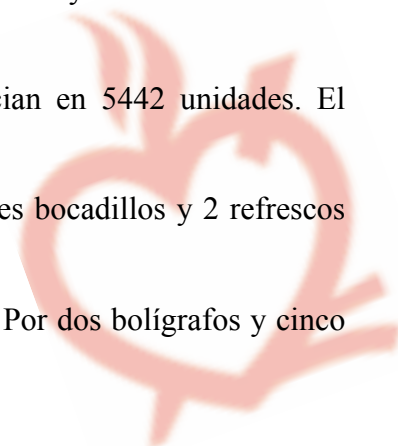 cian en 5442 unidades. El
es bocadillos y 2 refrescos
Por dos bolígrafos y cinco